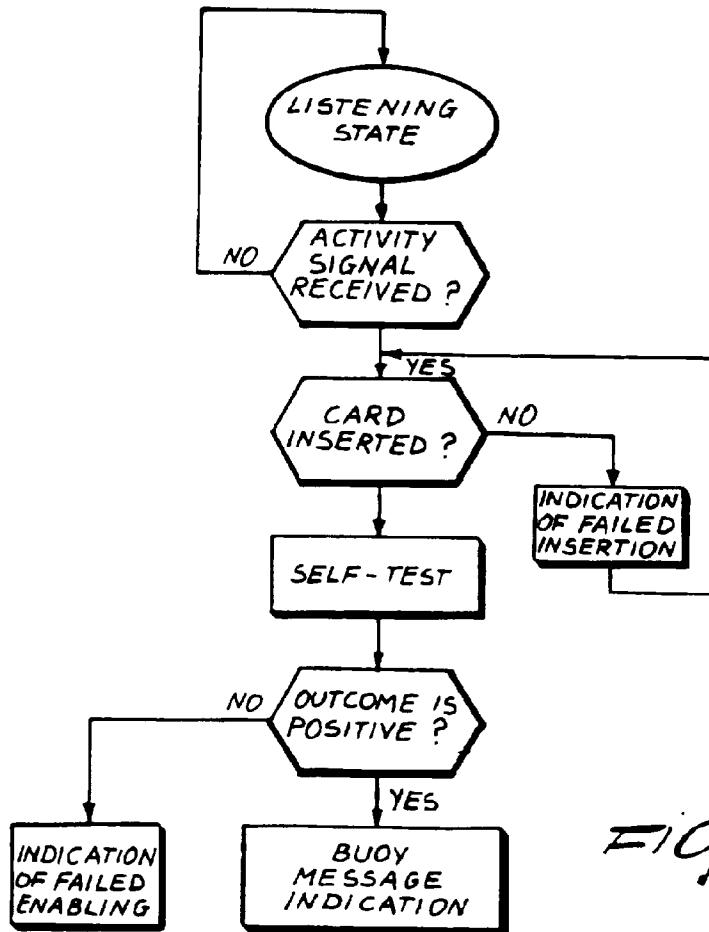 LISTENING
STATE
ACTIVITY
SIGNAL
RECEIVED ?
NO
YES
CARD
INSERTED ?
NO
INDICATION
OF FAILED
INSERTION
SELF-TEST
OUTCOME IS
POSITIVE ?
NO
YES
INDICATION
OF FAILED
ENABLING
BUOY
MESSAGE
INDICATION